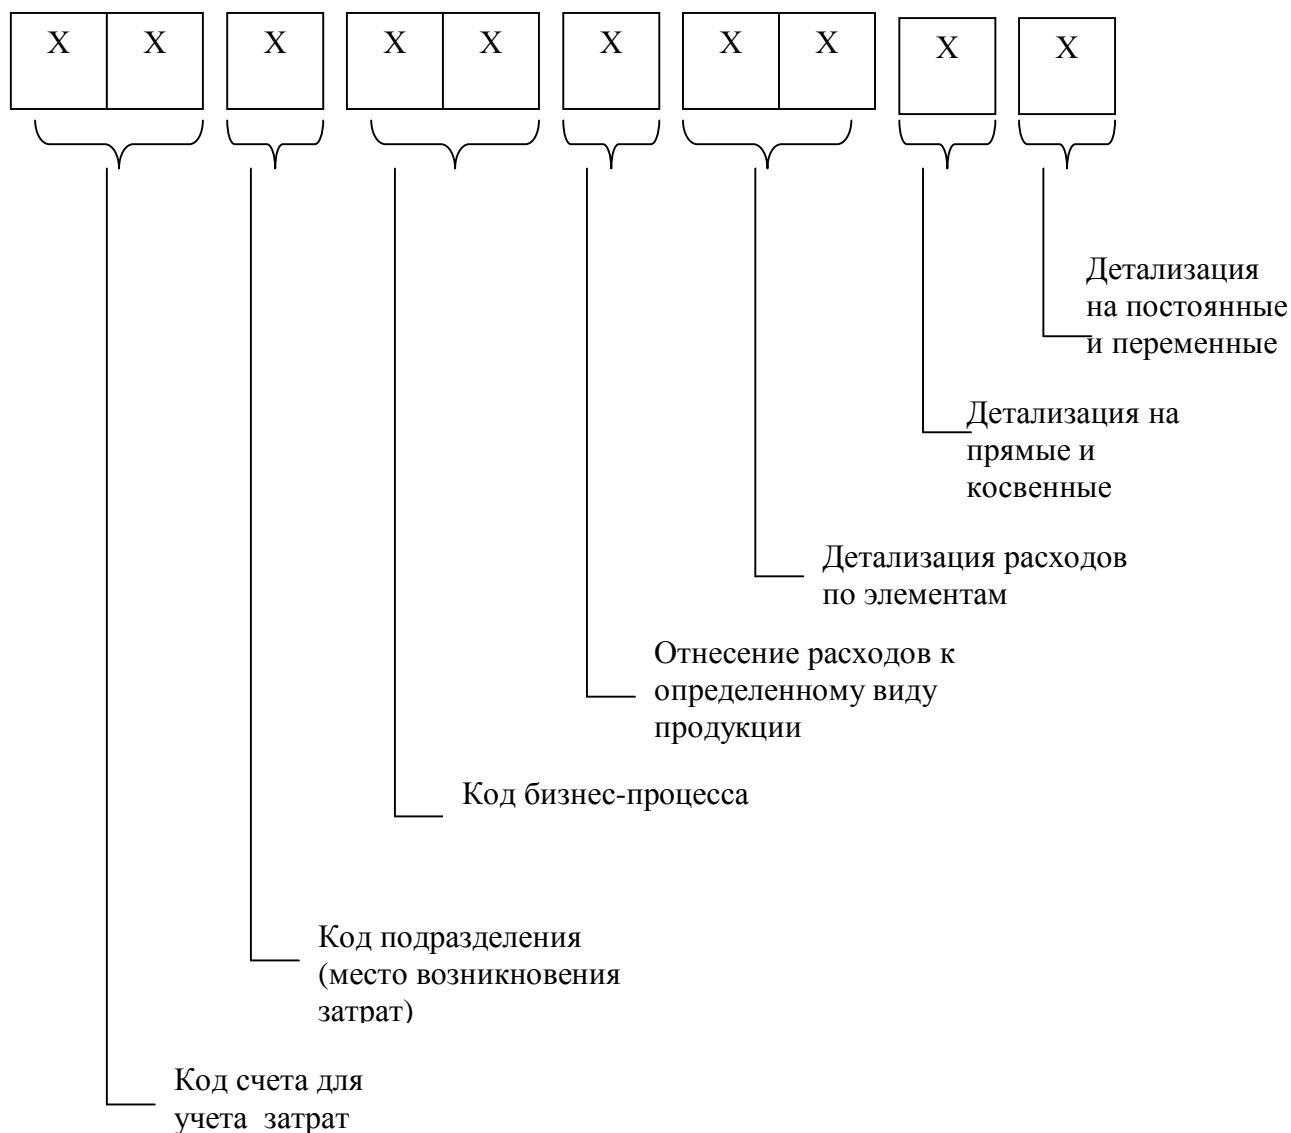 X X X X X X X X X X
Детализация
на постоянные
и переменные
Детализация на
прямые и
косвенные
Детализация расходов
по элементам
Отнесение расходов к
определенному виду
продукции
Код бизнес-процесса
Код подразделения
(место возникновения
затрат)
Код счета для
учета затрат